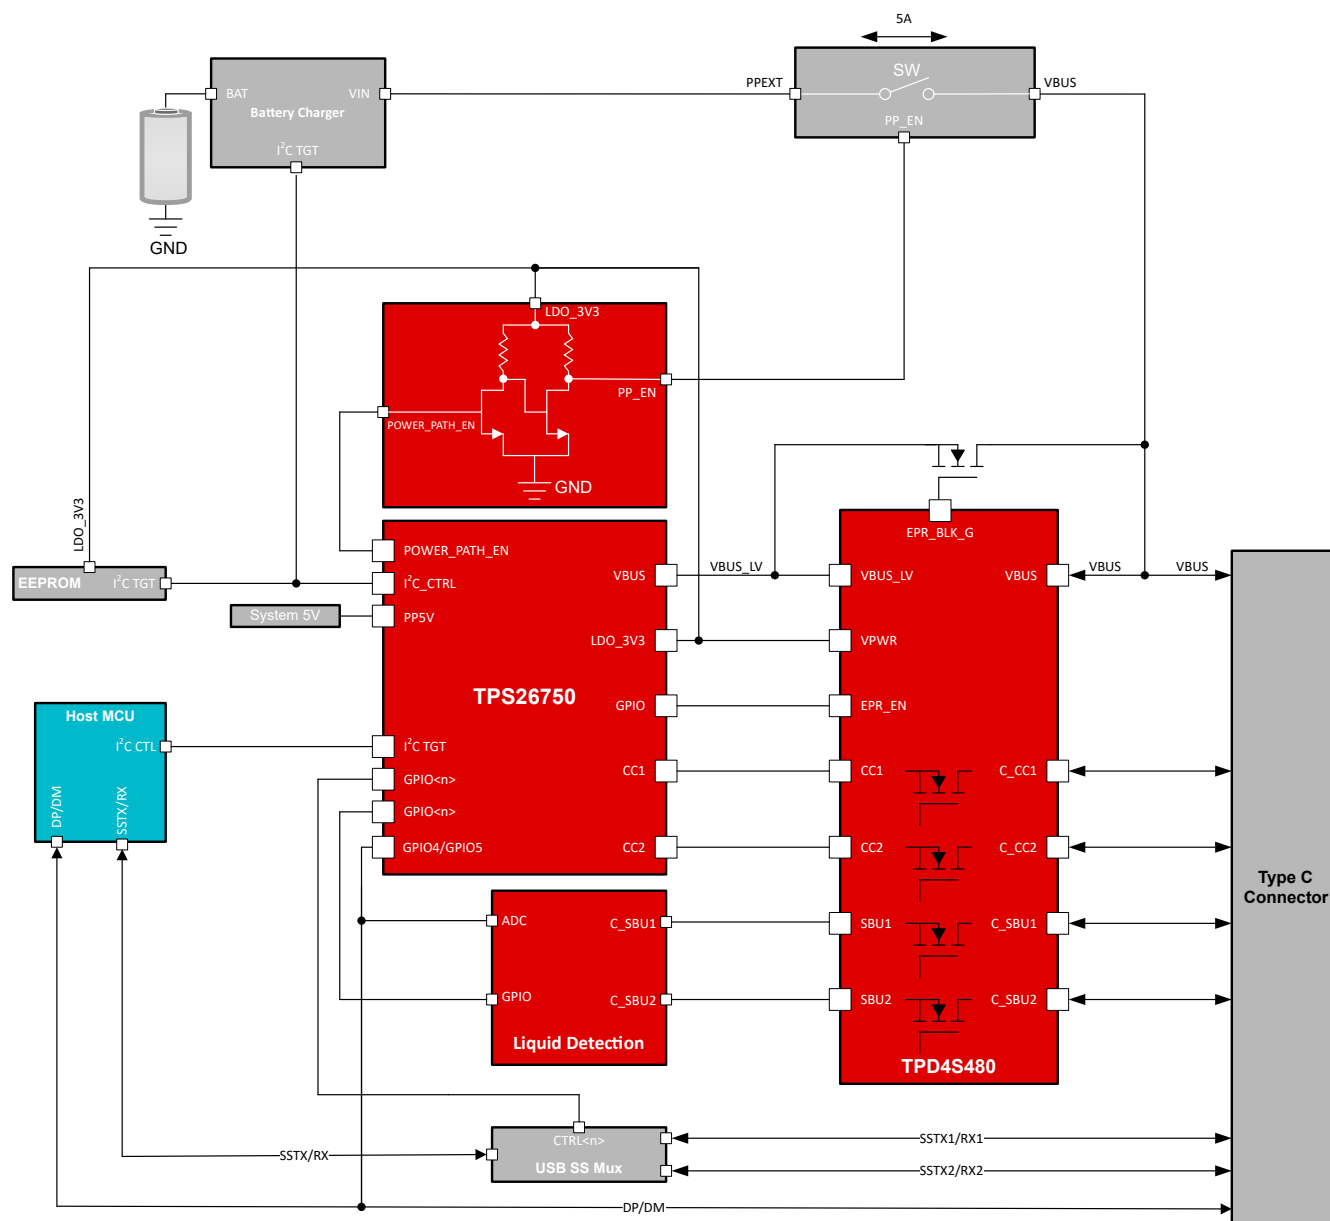 5A
SW
PPEXT
VBUS
PP_EN
BAT
VIN
Battery Charger
I²C TGT
GND
LDO_3V3
PP_EN
POWER_PATH_EN
GND
LDO_3V3
EEPROM
I²C TGT
System 5V
POWER_PATH_EN
I²C_CTRL
PP5V
VBUS
LDO_3V3
TPS26750
GPIO
I²C TGT
GPIO<n>
GPIO<n>
GPIO4/GPIO5
CC1
CC2
VBUS_LV
EPR_BLK_G
VBUS_LV
VBUS
VPWR
EPR_EN
CC1
C_CC1
CC2
C_CC2
SBU1
C_SBU1
SBU2
C_SBU2
TPD4S480
VBUS
VBUS
Type C
Connector
Host MCU
I²C CTL
DP/DM
SSTX/RX
ADC
C_SBU1
GPIO
C_SBU2
Liquid Detection
CTRL<n>
USB SS Mux
SSTX/RX
SSTX1/RX1
SSTX2/RX2
DP/DM